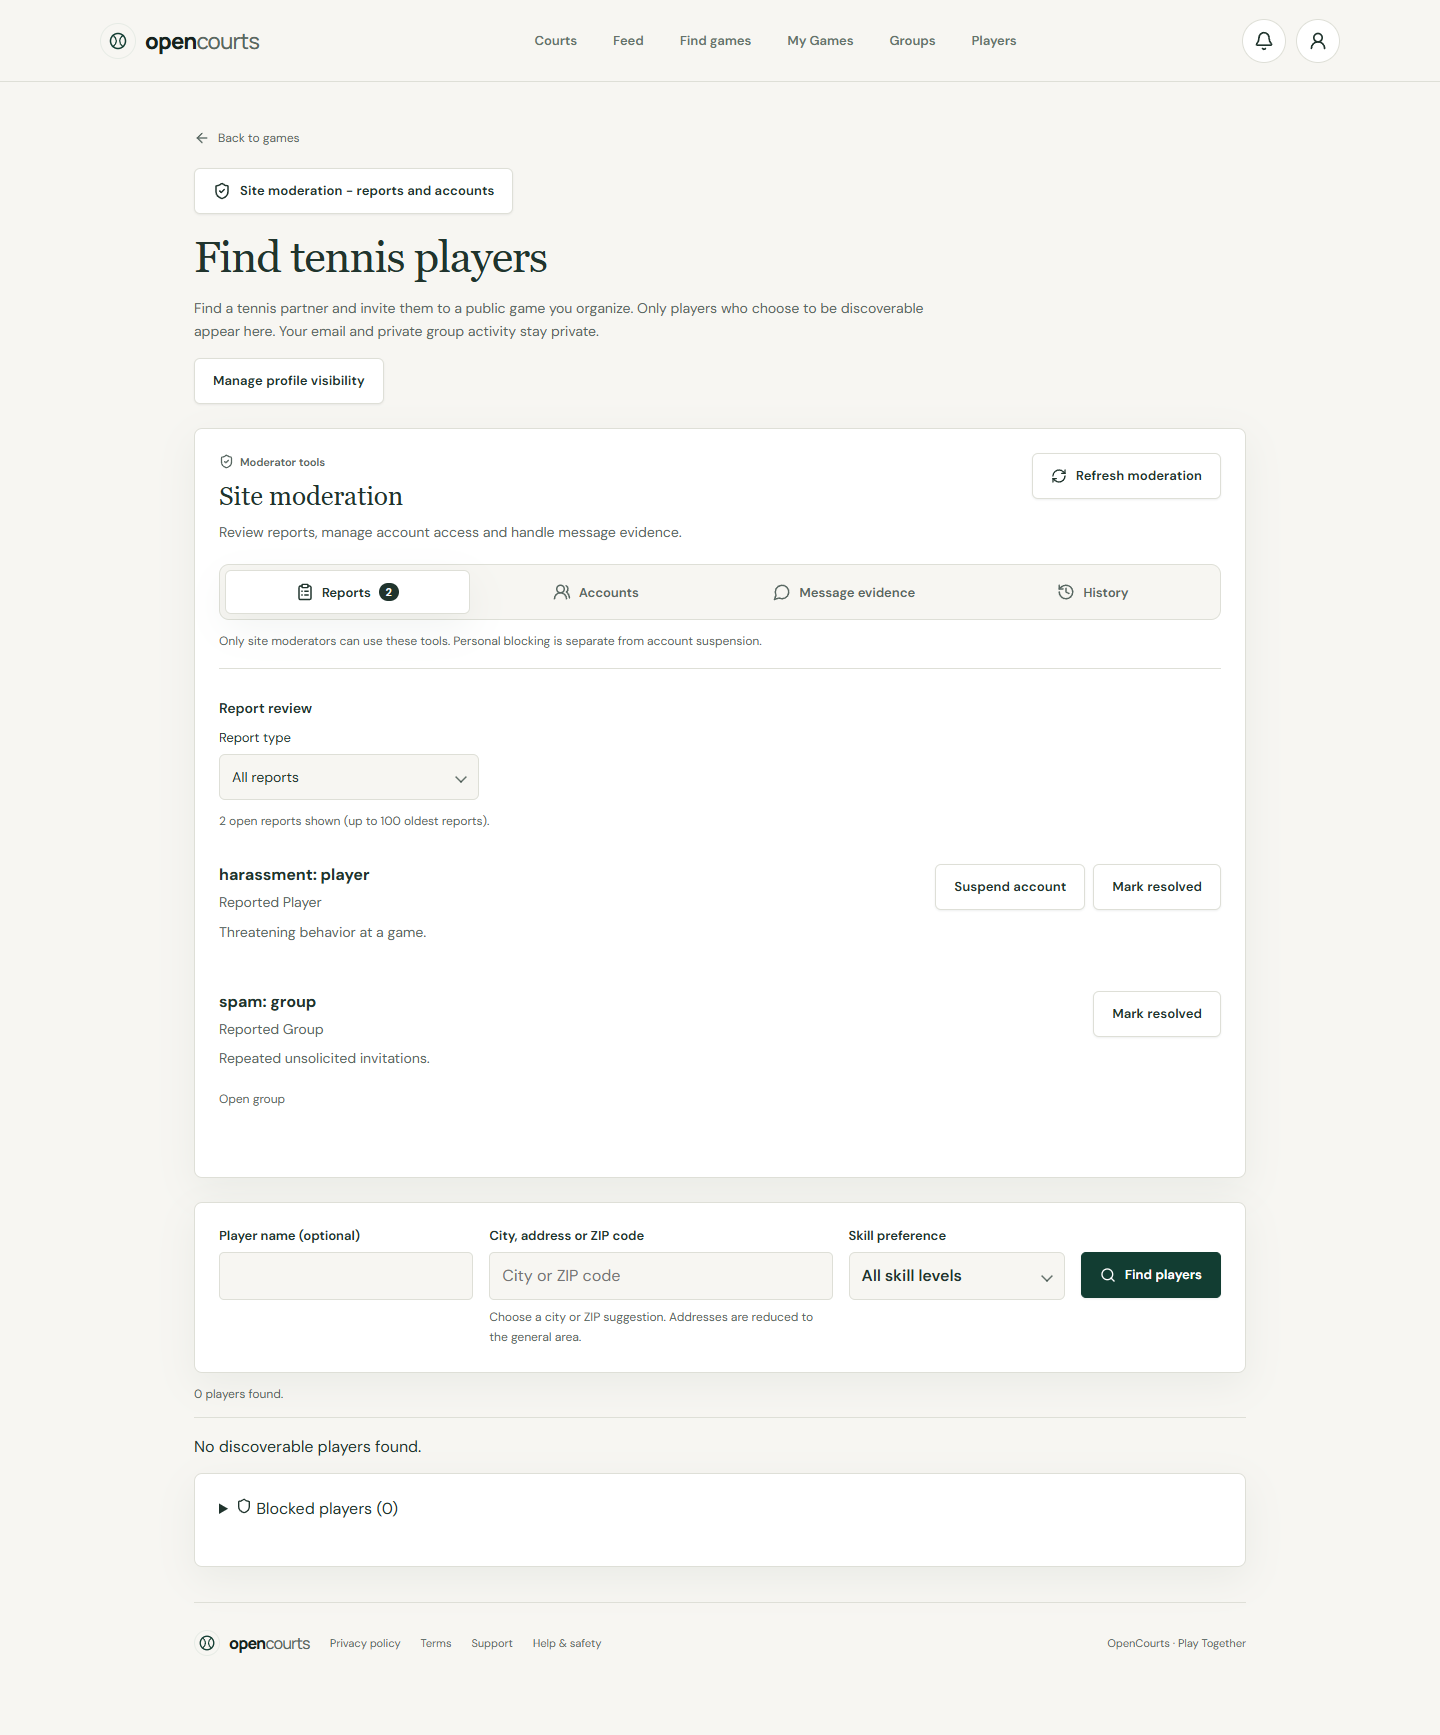 opencourts
Courts
Feed
Find games
My Games
Groups
Players
Back to games
Site moderation - reports and accounts
Find tennis players
Find a tennis partner and invite them to a public game you organize. Only players who choose to be discoverable
appear here. Your email and private group activity stay private.
Manage profile visibility
Moderator tools
Refresh moderation
Site moderation
Review reports, manage account access and handle message evidence.
Reports 2
Accounts
Message evidence
History
Only site moderators can use these tools. Personal blocking is separate from account suspension.
Report review
Report type
All reports
2 open reports shown (up to 100 oldest reports).
harassment: player
Suspend account
Mark resolved
Reported Player
Threatening behavior at a game.
spam: group
Mark resolved
Reported Group
Repeated unsolicited invitations.
Open group
Player name (optional)
City, address or ZIP code
Skill preference
City or ZIP code
All skill levels
Find players
Choose a city or ZIP suggestion. Addresses are reduced to
the general area.
0 players found.
No discoverable players found.
Blocked players (0)
opencourts
Privacy policy
Terms
Support
Help & safety
OpenCourts · Play Together